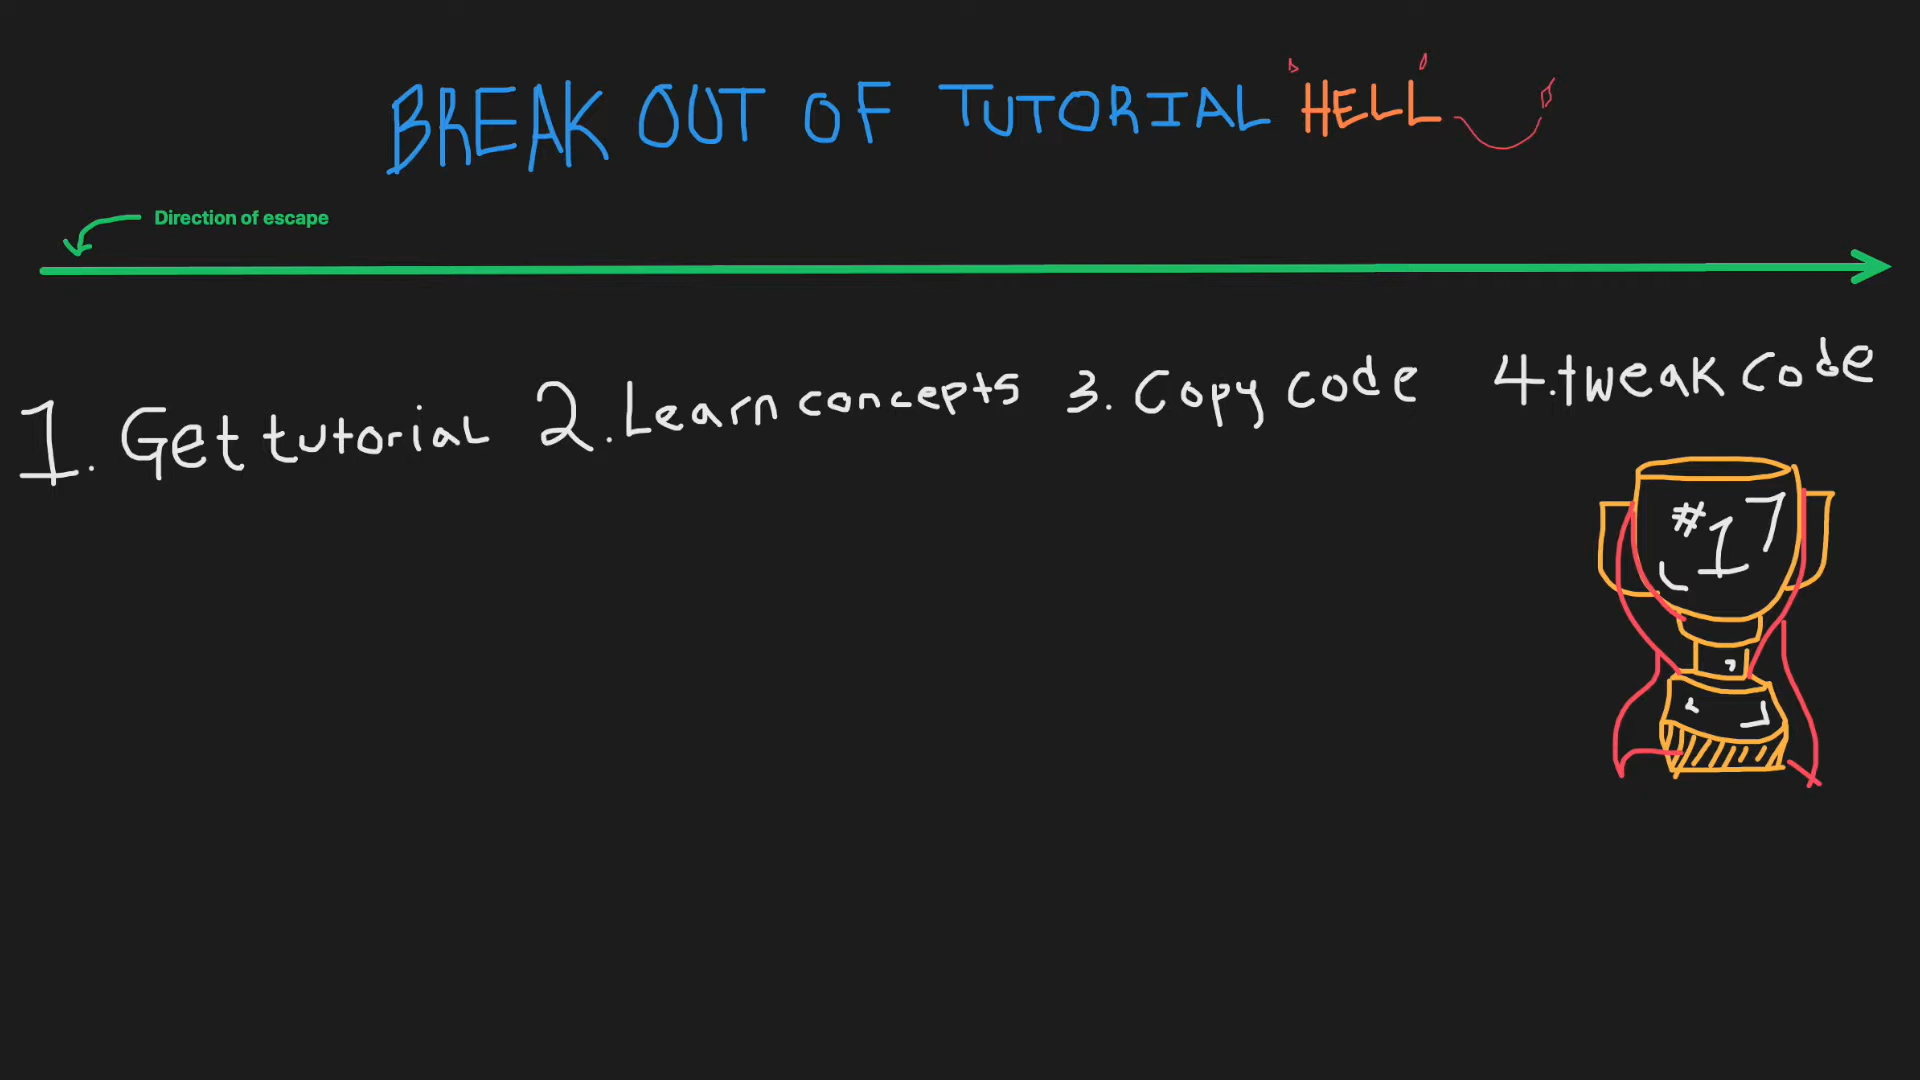 BREAK OUT OF TUTORIAL HELL
Direction of escape
1. Get tutorial 2. Learn concepts 3. Copy code 4. tweak code
#1